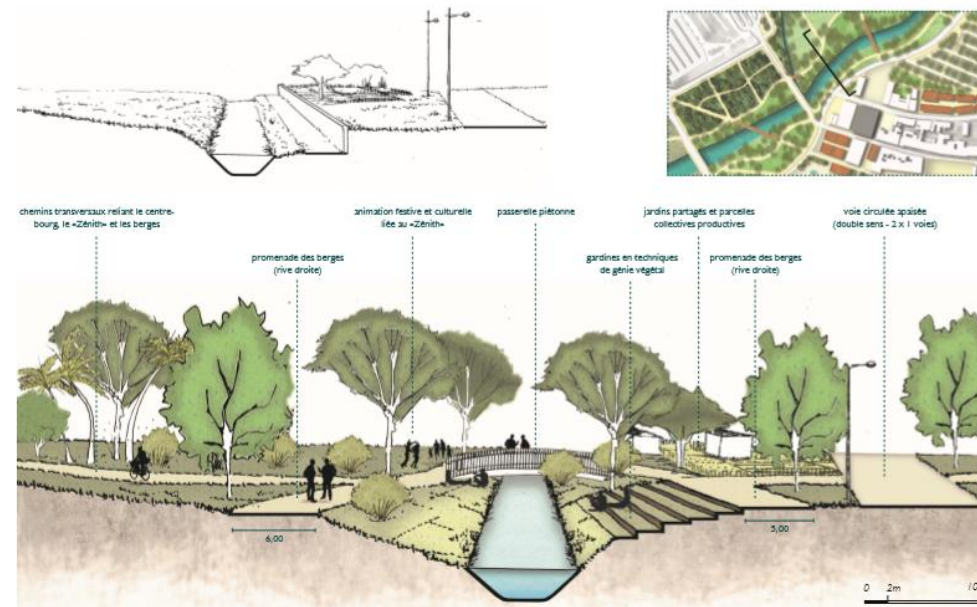 chemins transversaux reliant le centre-
bourg, le «Zénith» et les berges
animation festive et culturelle
liée au «Zénith»
passerelle piétonne
jardins partagés et parcelles
collectives productives
voie circulée apaisée
(double sens - 2 x 1 voies)
promenade des berges
(rive droite)
gardines en techniques
de génie végétal
promenade des berges
(rive droite)
6,00
5,00
0 2m 10